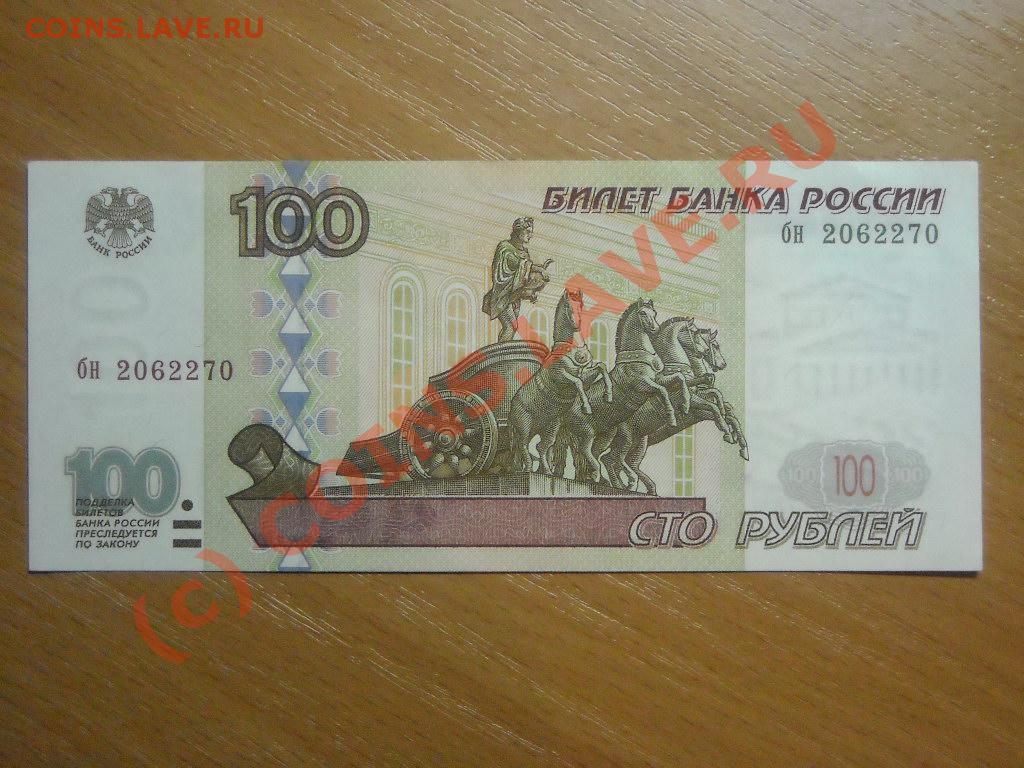 COINS.LAVE.RU
БАНК РОССИИ
100
БИЛЕТ БАНКА РОССИИ
бн 2062270
бн 2062270
100
100 100 100
ПОДДЕЛКА
БИЛЕТОВ
БАНКА РОССИИ
ПРЕСЛЕДУЕТСЯ
ПО ЗАКОНУ
СТО РУБЛЕЙ
(c) COINS.LAVE.RU